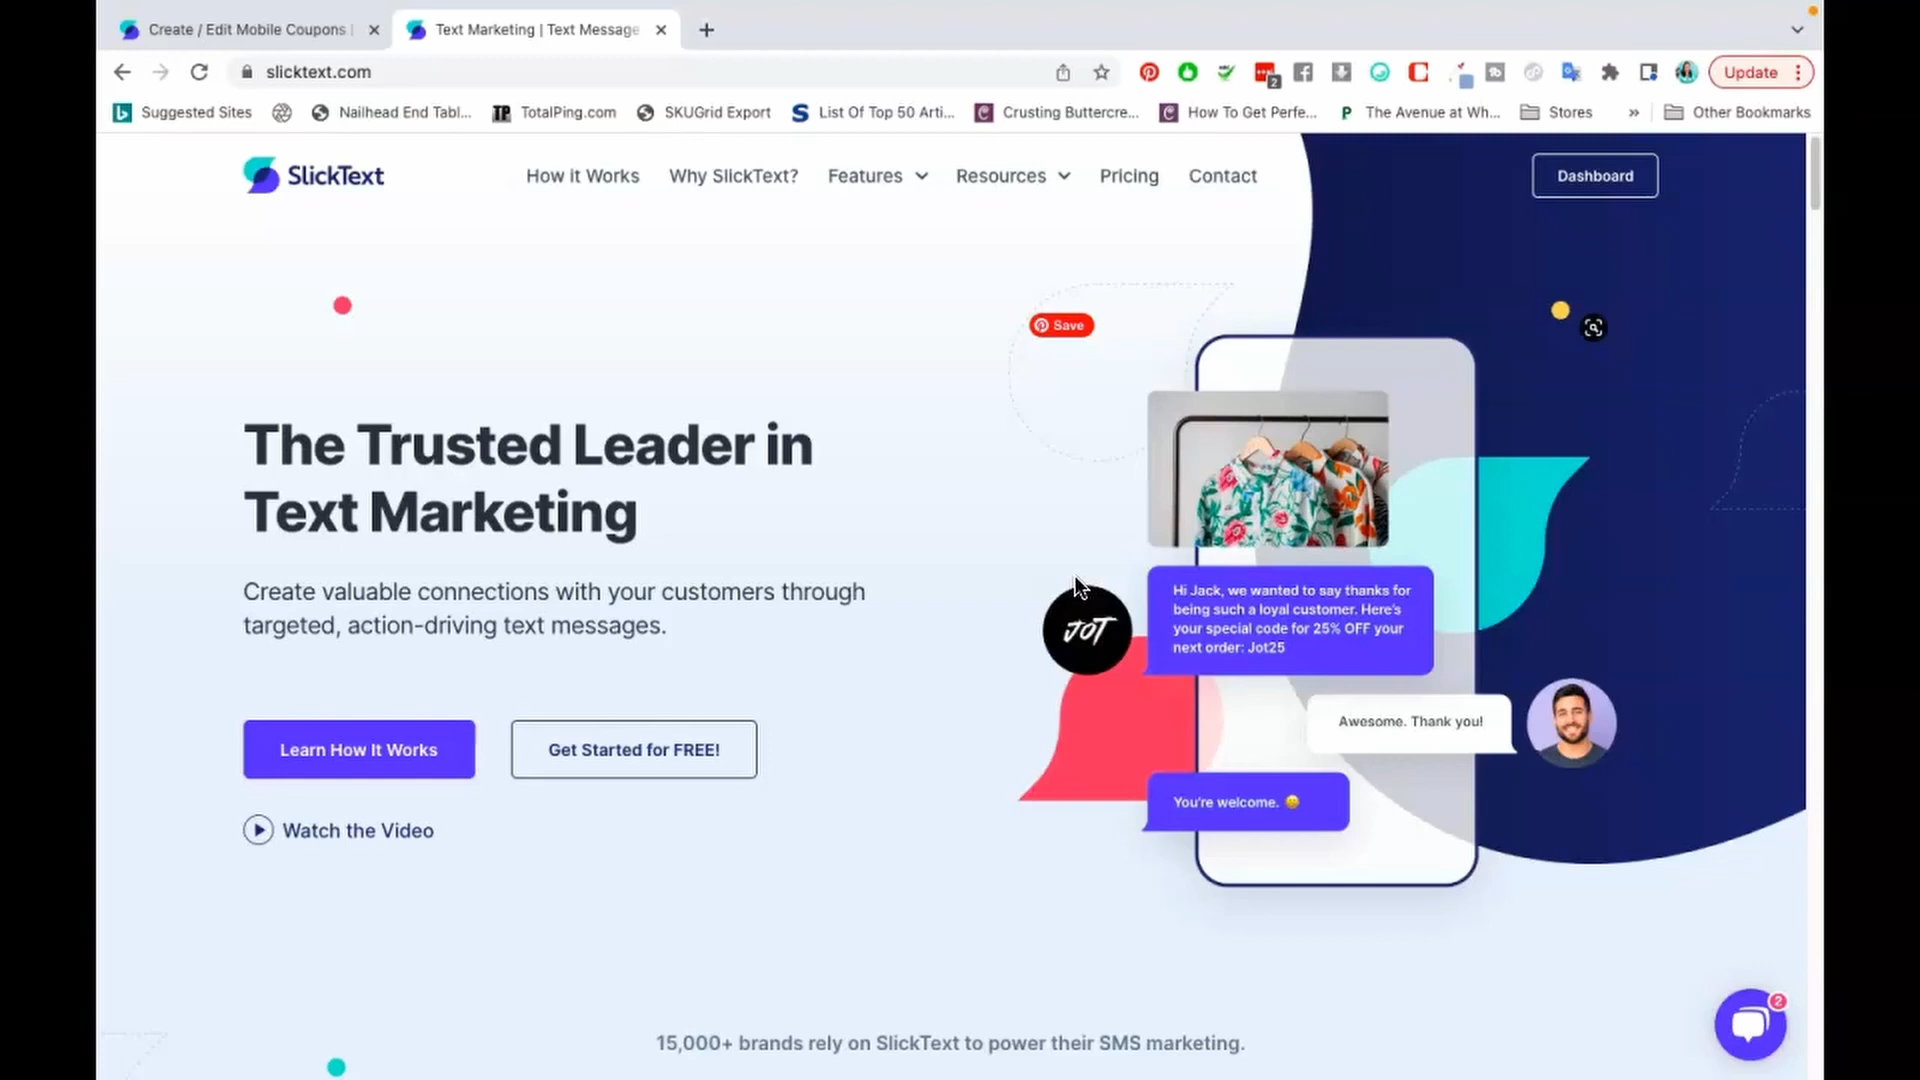 Create / Edit Mobile Coupons |
Text Marketing | Text Message
slicktext.com
2
Update
Suggested Sites
Nailhead End Tabl...
TP
TotalPing.com
SKUGrid Export
S
List Of Top 50 Arti...
C
Crusting Buttercre...
C
How To Get Perfe...
P
The Avenue at Wh...
Stores
»
Other Bookmarks
SlickText
How it Works
Why SlickText?
Features
Resources
Pricing
Contact
Dashboard
Save
The Trusted Leader in
Text Marketing
Create valuable connections with your customers through
targeted, action-driving text messages.
Learn How It Works
Get Started for FREE!
Watch the Video
JOT
Hi Jack, we wanted to say thanks for
being such a loyal customer. Here's
your special code for 25% OFF your
next order: Jot25
Awesome. Thank you!
You're welcome. 😀
15,000+ brands rely on SlickText to power their SMS marketing.
2